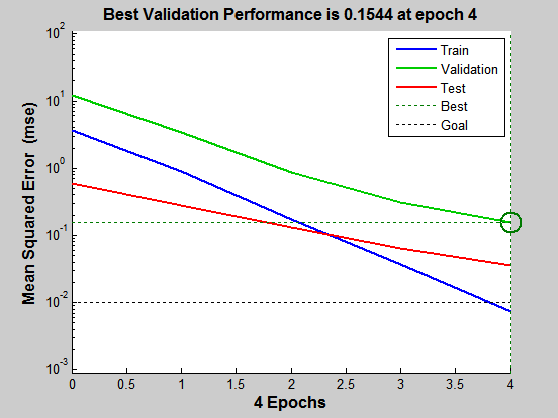 Best Validation Performance is 0.1544 at epoch 4
Mean Squared Error (mse)
10^2
10^1
10^0
10^-1
10^-2
10^-3
Train
Validation
Test
Best
Goal
0 0.5 1 1.5 2 2.5 3 3.5 4
4 Epochs